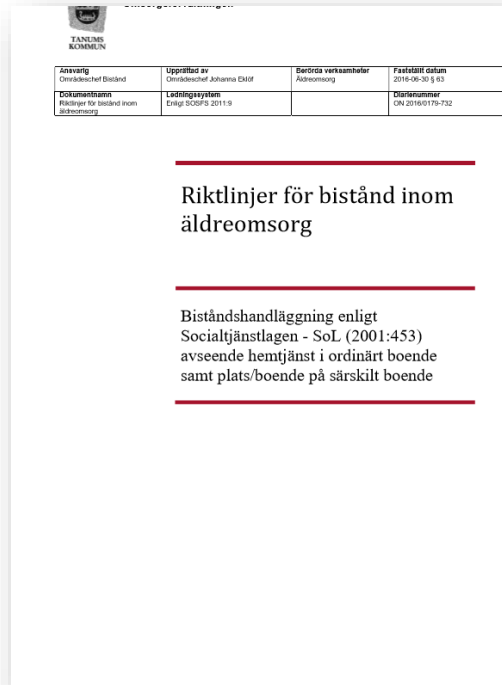 TANUMS
KOMMUN
Ansvarig
Områdeschef Bistånd
Upprättad av
Områdeschef Johanna Eklöf
Berörda verksamheter
Äldreomsorg
Fastställt datum
2016-06-30 § 63
Dokumentnamn
Riktlinjer för bistånd inom
äldreomsorg
Ledningssystem
Enligt SOSFS 2011:9
Diarienummer
ON 2016/0179-732
Riktlinjer för bistånd inom
äldreomsorg
Biståndshandläggning enligt
Socialtjänstlagen - SoL (2001:453)
avseende hemtjänst i ordinärt boende
samt plats/boende på särskilt boende